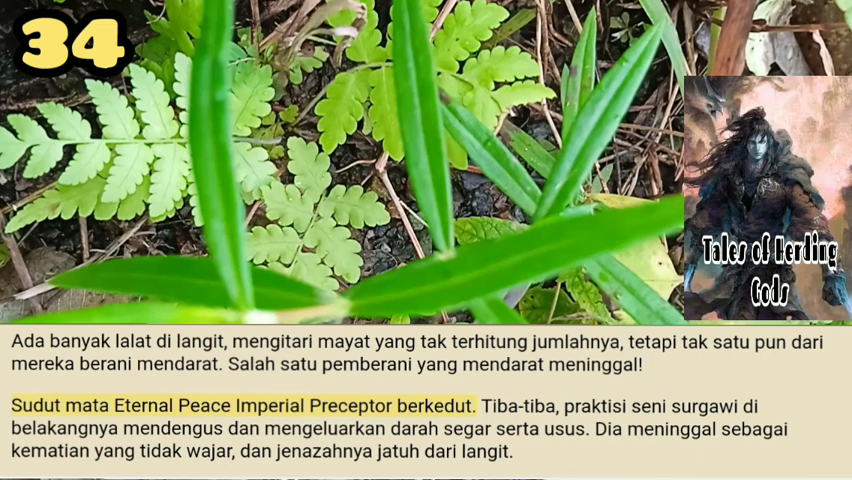 34
Tales of Herding
Gods
Ada banyak lalat di langit, mengitari mayat yang tak terhitung jumlahnya, tetapi tak satu pun dari
mereka berani mendarat. Salah satu pemberani yang mendarat meninggal!
Sudut mata Eternal Peace Imperial Preceptor berkedut. Tiba-tiba, praktisi seni surgawi di
belakangnya mendengus dan mengeluarkan darah segar serta usus. Dia meninggal sebagai
kematian yang tidak wajar, dan jenazahnya jatuh dari langit.